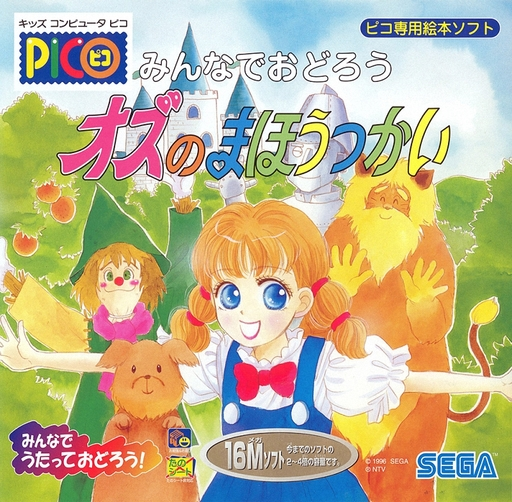 キッズ コンピュータ ピコ
PICO ピコ
ピコ専用絵本ソフト
みんなでおどろう
オズのまほうつかい
みんなで
うたっておどろう!
メガ
16Mソフト
今までのソフトの
2〜4倍の容量です。
© 1996 SEGA
© NTV
SEGA